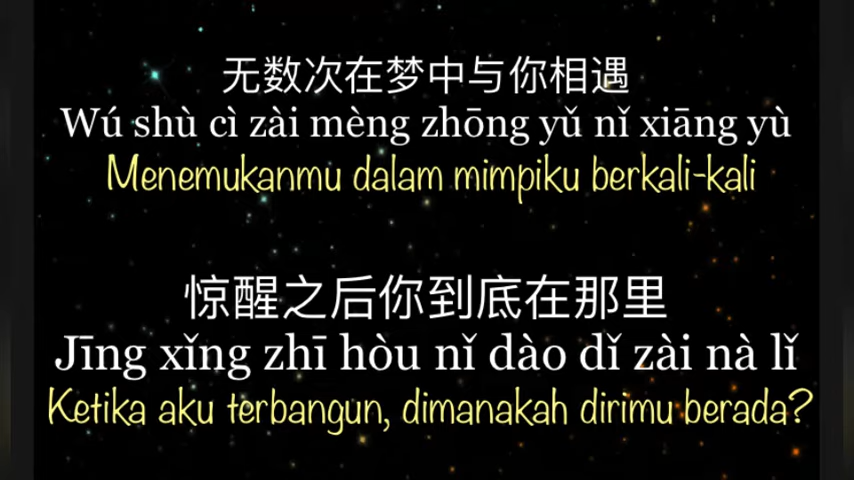 无数次在梦中与你相遇
Wú shù cì zài mèng zhōng yǔ nǐ xiāng yù
Menemukanmu dalam mimpiku berkali-kali
惊醒之后你到底在那里
Jīng xǐng zhī hòu nǐ dào dǐ zài nà lǐ
Ketika aku terbangun, dimanakah dirimu berada?